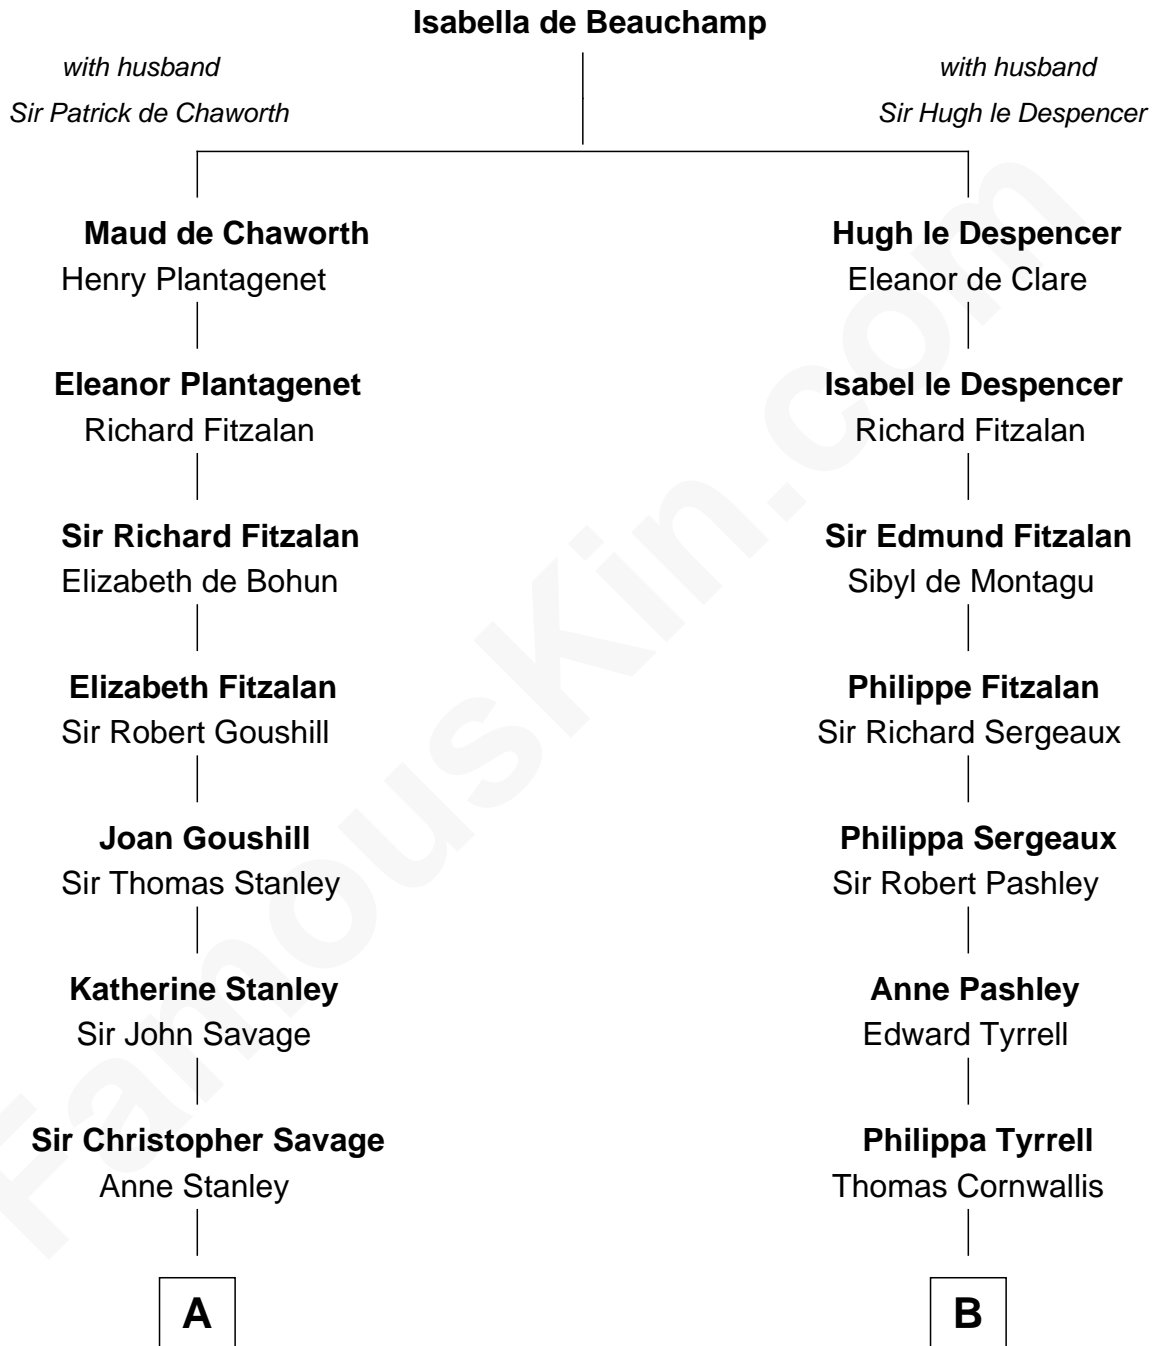 Isabella de Beauchamp
with husband
Sir Patrick de Chaworth
with husband
Sir Hugh le Despencer
Maud de Chaworth
Henry Plantagenet
Hugh le Despencer
Eleanor de Clare
Eleanor Plantagenet
Richard Fitzalan
Isabel le Despencer
Richard Fitzalan
Sir Richard Fitzalan
Elizabeth de Bohun
Sir Edmund Fitzalan
Sibyl de Montagu
Elizabeth Fitzalan
Sir Robert Goushill
Philippe Fitzalan
Sir Richard Sergeaux
Joan Goushill
Sir Thomas Stanley
Philippa Sergeaux
Sir Robert Pashley
Katherine Stanley
Sir John Savage
Anne Pashley
Edward Tyrrell
Sir Christopher Savage
Anne Stanley
Philippa Tyrrell
Thomas Cornwallis
A
B
FamousKin.com